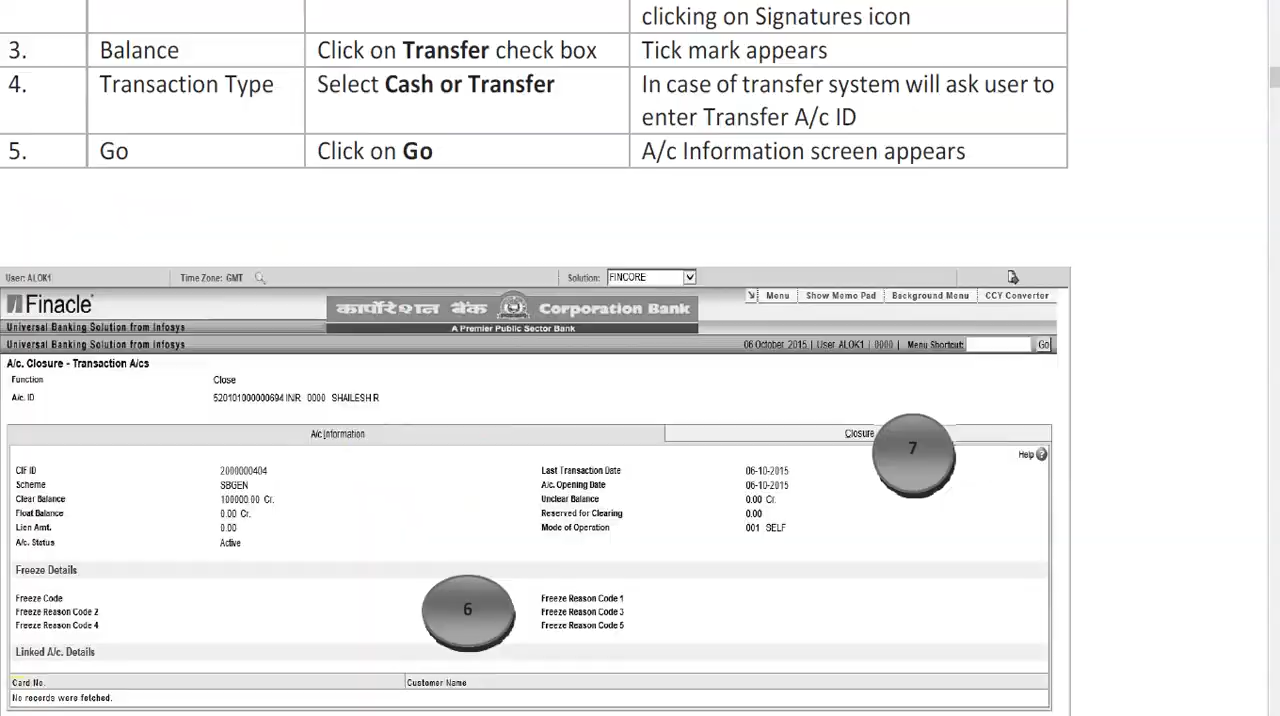 clicking on Signatures icon
3. Balance Click on Transfer check box Tick mark appears
4. Transaction Type Select Cash or Transfer In case of transfer system will ask user to
enter Transfer A/c ID
5. Go Click on Go A/c Information screen appears
User: ALOK1 Time Zone: GMT Solution: FINCORE
Finacle
कार्पोरेशन बैंक Corporation Bank
Menu Show Memo Pad Background Menu CCY Converter
Universal Banking Solution from Infosys A Premier Public Sector Bank
Universal Banking Solution from Infosys 06 October 2015 | User ALOK1 | 0000 | Menu Shortcut: Go
A/c. Closure - Transaction A/cs
Function Close
A/c. ID 520101000000694 INR 0000 SHAILESH R
A/c Information Closure
7
Help ?
CIF ID 2000000404 Last Transaction Date 06-10-2015
Scheme SBGEN A/c. Opening Date 06-10-2015
Clear Balance 100000.00 Cr. Unclear Balance 0.00 Cr.
Float Balance 0.00 Cr. Reserved for Clearing 0.00
Lien Amt. 0.00 Mode of Operation 001 SELF
A/c. Status Active
Freeze Details
Freeze Code Freeze Reason Code 1
6
Freeze Reason Code 2 Freeze Reason Code 3
Freeze Reason Code 4 Freeze Reason Code 5
Linked A/c. Details
Card No. Customer Name
No records were fetched.